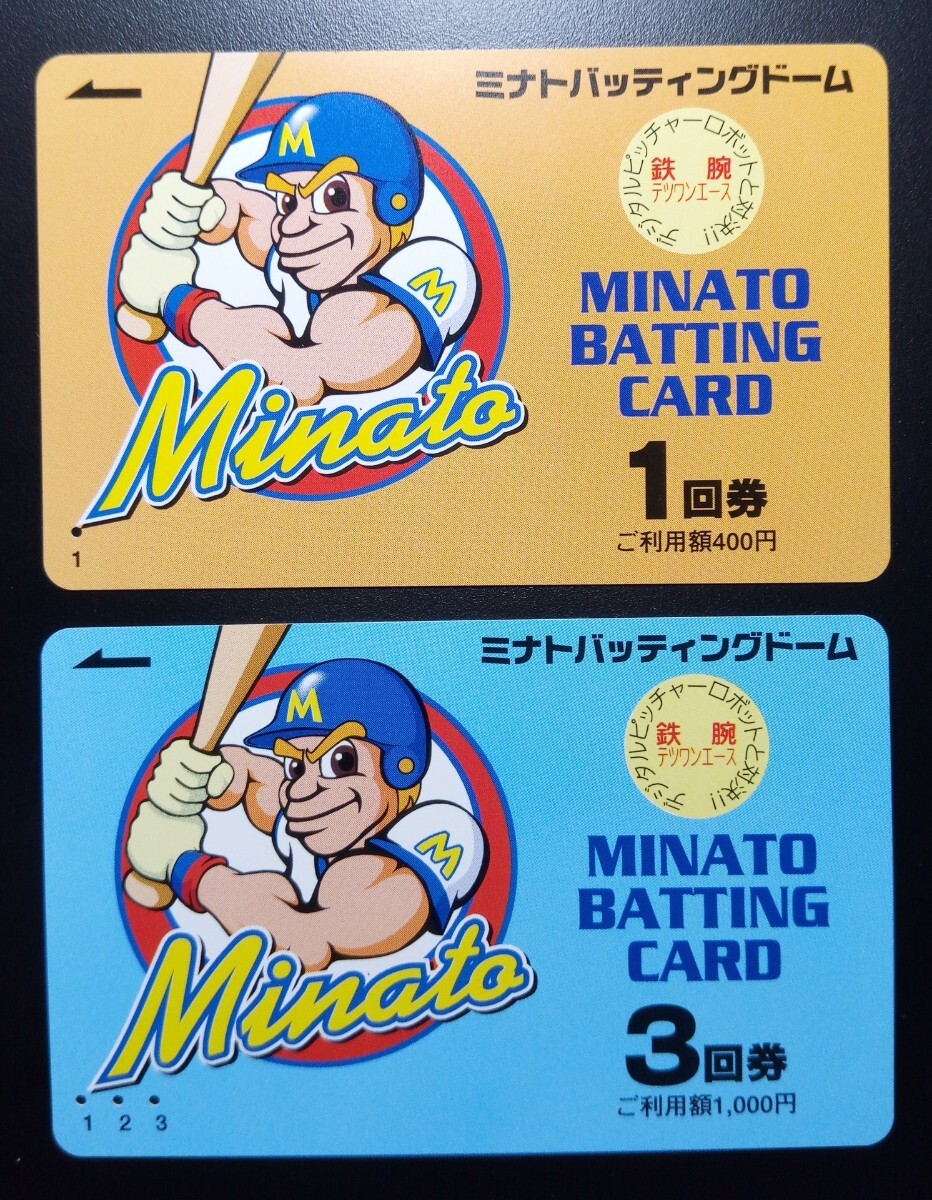 ミナトバッティングドーム
M
M
デジタルピッチャーロボットと対決!!
鉄腕
テツワンエース
MINATO
BATTING
CARD
Minato
1回券
ご利用額400円
1
ミナトバッティングドーム
M
M
デジタルピッチャーロボットと対決!!
鉄腕
テツワンエース
MINATO
BATTING
CARD
Minato
3回券
ご利用額1,000円
1 2 3